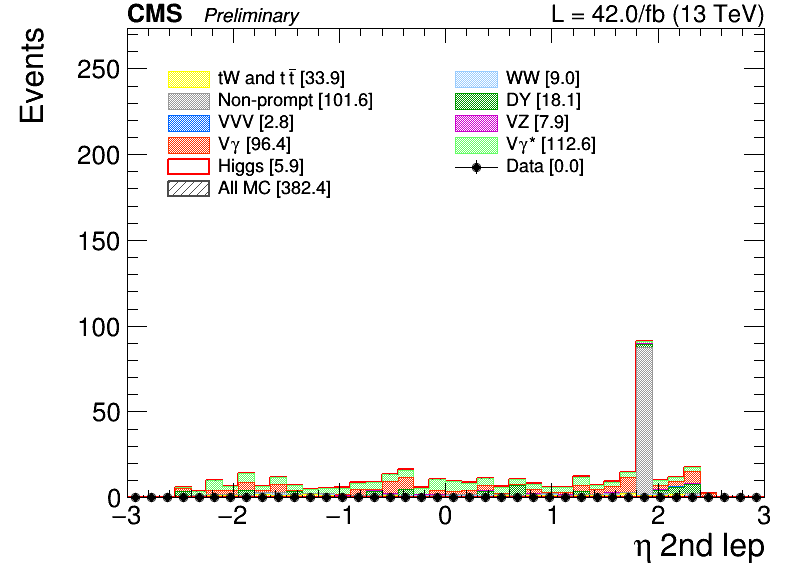 CMS Preliminary L = 42.0/fb (13 TeV)
Events
250
200
150
100
50
0
tW and t t̅ [33.9]
Non-prompt [101.6]
VVV [2.8]
Vγ [96.4]
Higgs [5.9]
All MC [382.4]
WW [9.0]
DY [18.1]
VZ [7.9]
Vγ* [112.6]
Data [0.0]
−3 −2 −1 0 1 2 3
η 2nd lep